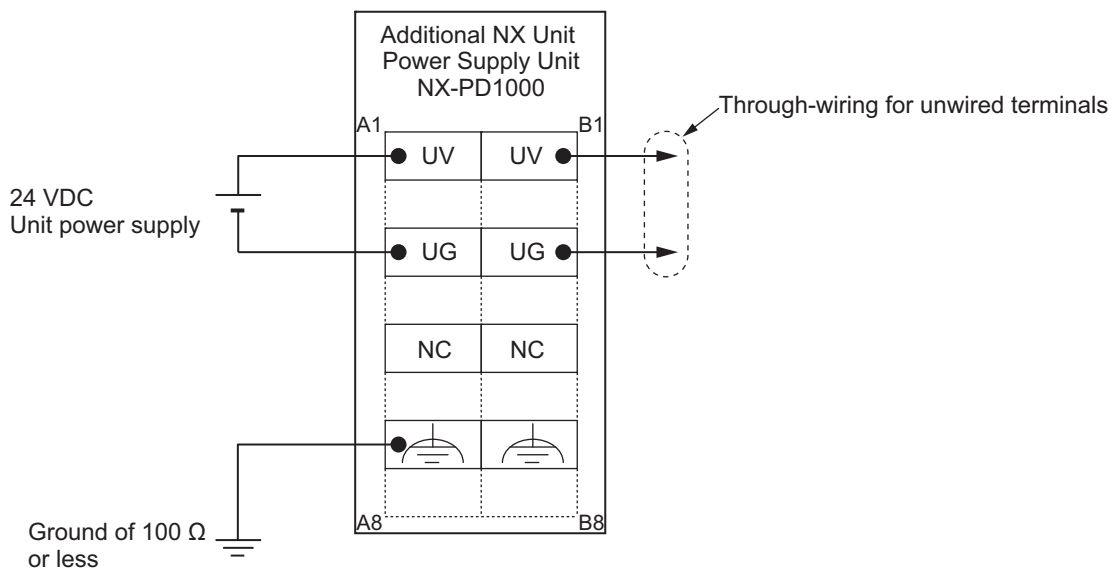 Additional NX Unit
Power Supply Unit
NX-PD1000
A1
B1
Through-wiring for unwired terminals
UV UV
24 VDC
Unit power supply
UG UG
NC NC
A8
B8
Ground of 100 Ω
or less